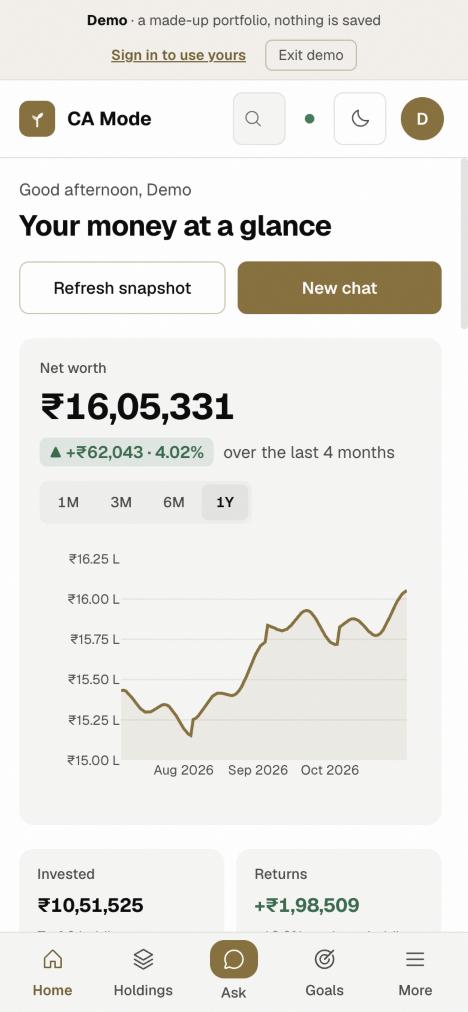 Demo · a made-up portfolio, nothing is saved
Sign in to use yours
Exit demo
CA Mode
D
Good afternoon, Demo
Your money at a glance
Refresh snapshot
New chat
Net worth
₹16,05,331
▲ +₹62,043 · 4.02% over the last 4 months
1M 3M 6M 1Y
₹16.25 L
₹16.00 L
₹15.75 L
₹15.50 L
₹15.25 L
₹15.00 L
Aug 2026 Sep 2026 Oct 2026
Invested
₹10,51,525
Returns
+₹1,98,509
Home Holdings Ask Goals More